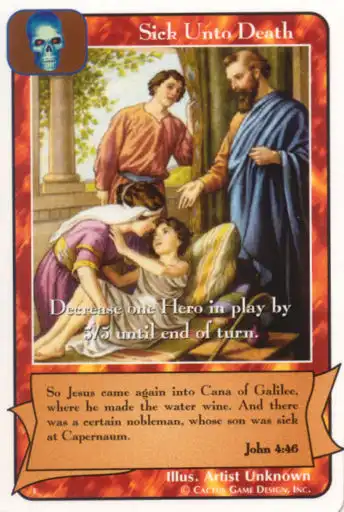 Sick Unto Death
Decrease one Hero in play by
3/5 until end of turn.
So Jesus came again into Cana of Galilee,
where he made the water wine. And there
was a certain nobleman, whose son was sick
at Capernaum.
John 4:46
Illus. Artist Unknown
© Cactus Game Design, Inc.